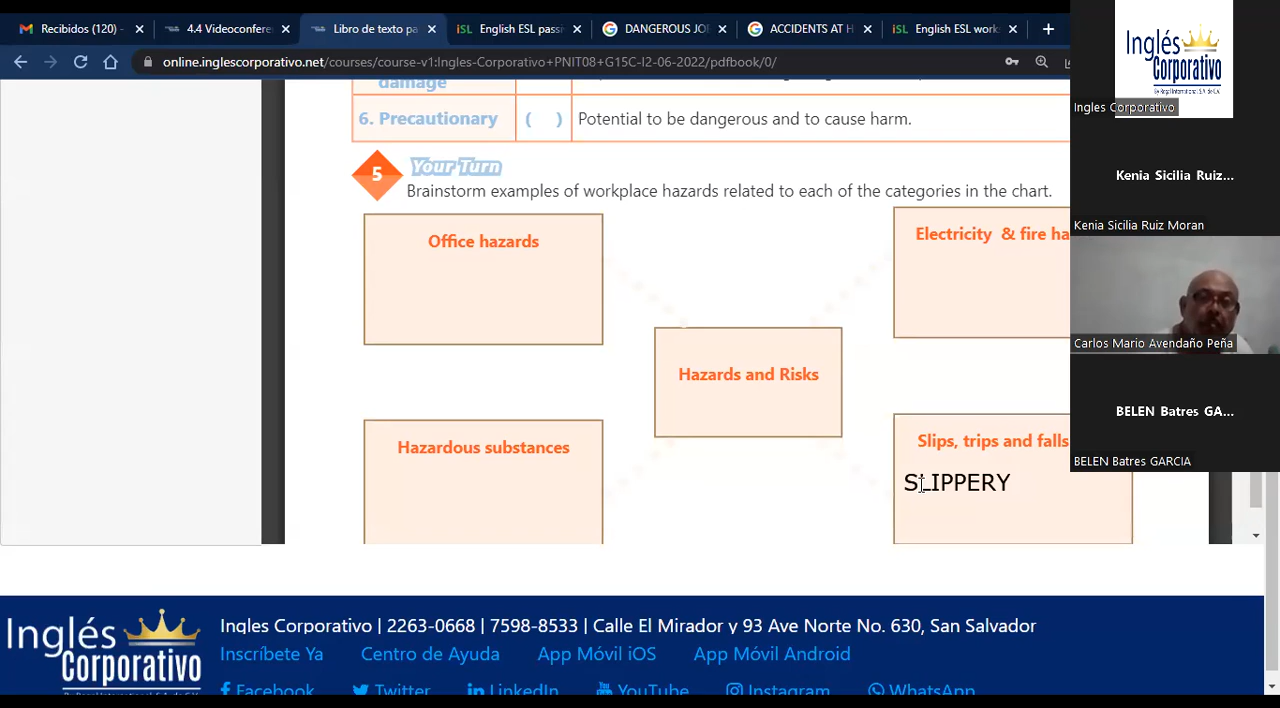 Recibidos (120) -
4.4 Videoconfere
Libro de texto pa
English ESL passi
DANGEROUS JO
ACCIDENTS AT H
English ESL work
online.inglescorporativo.net/courses/course-v1:Ingles-Corporativo+PNIT08+G15C-I2-06-2022/pdfbook/0/
damage
6. Precautionary ( ) Potential to be dangerous and to cause harm.
5 Your Turn
Brainstorm examples of workplace hazards related to each of the categories in the chart.
Office hazards
Electricity & fire ha
Hazards and Risks
Hazardous substances
Slips, trips and falls
SLIPPERY
Inglés
Corporativo
Ingles Corporativo
Kenia Sicilia Ruiz...
Kenia Sicilia Ruiz Moran
Carlos Mario Avendaño Peña
BELEN Batres GA...
BELEN Batres GARCIA
Inglés
Corporativo
Ingles Corporativo | 2263-0668 | 7598-8533 | Calle El Mirador y 93 Ave Norte No. 630, San Salvador
Inscríbete Ya Centro de Ayuda App Móvil iOS App Móvil Android
Facebook Twitter LinkedIn YouTube Instagram WhatsApp